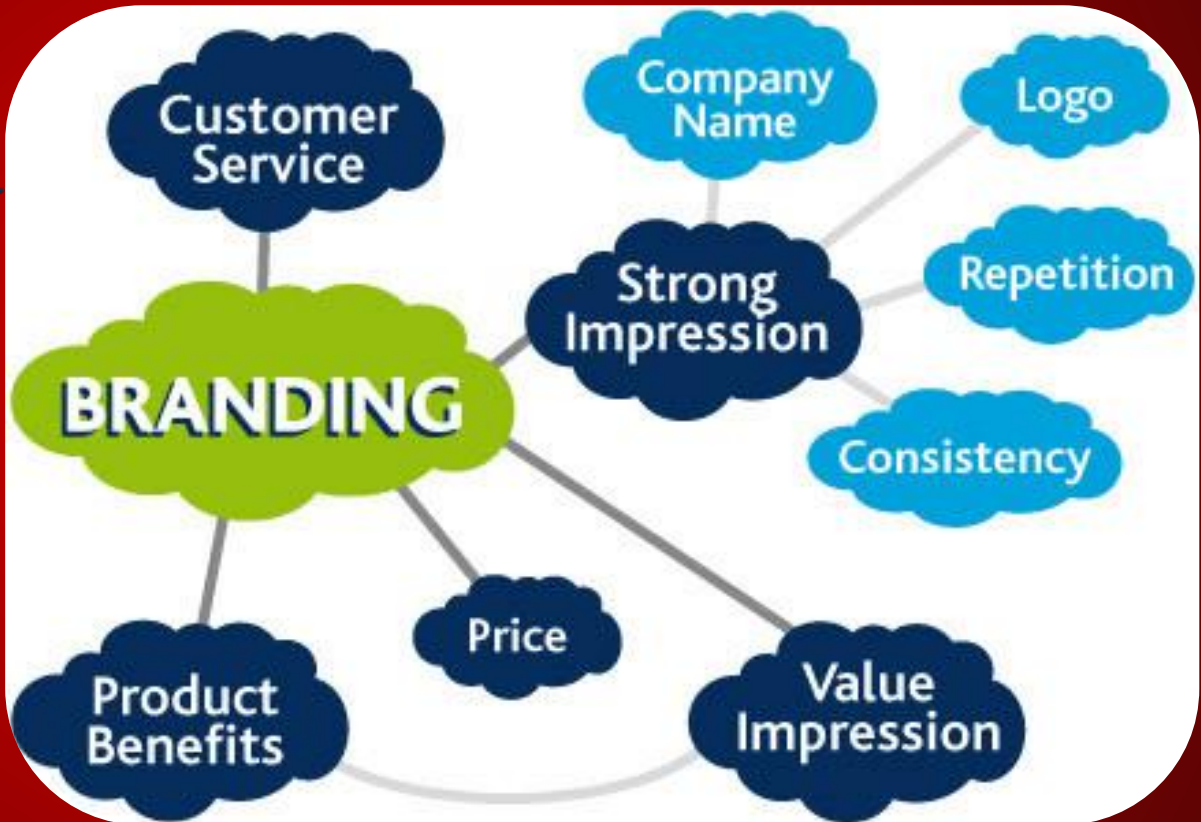 Customer
Service
Company
Name
Logo
Strong
Impression
Repetition
BRANDING
Consistency
Price
Product
Benefits
Value
Impression